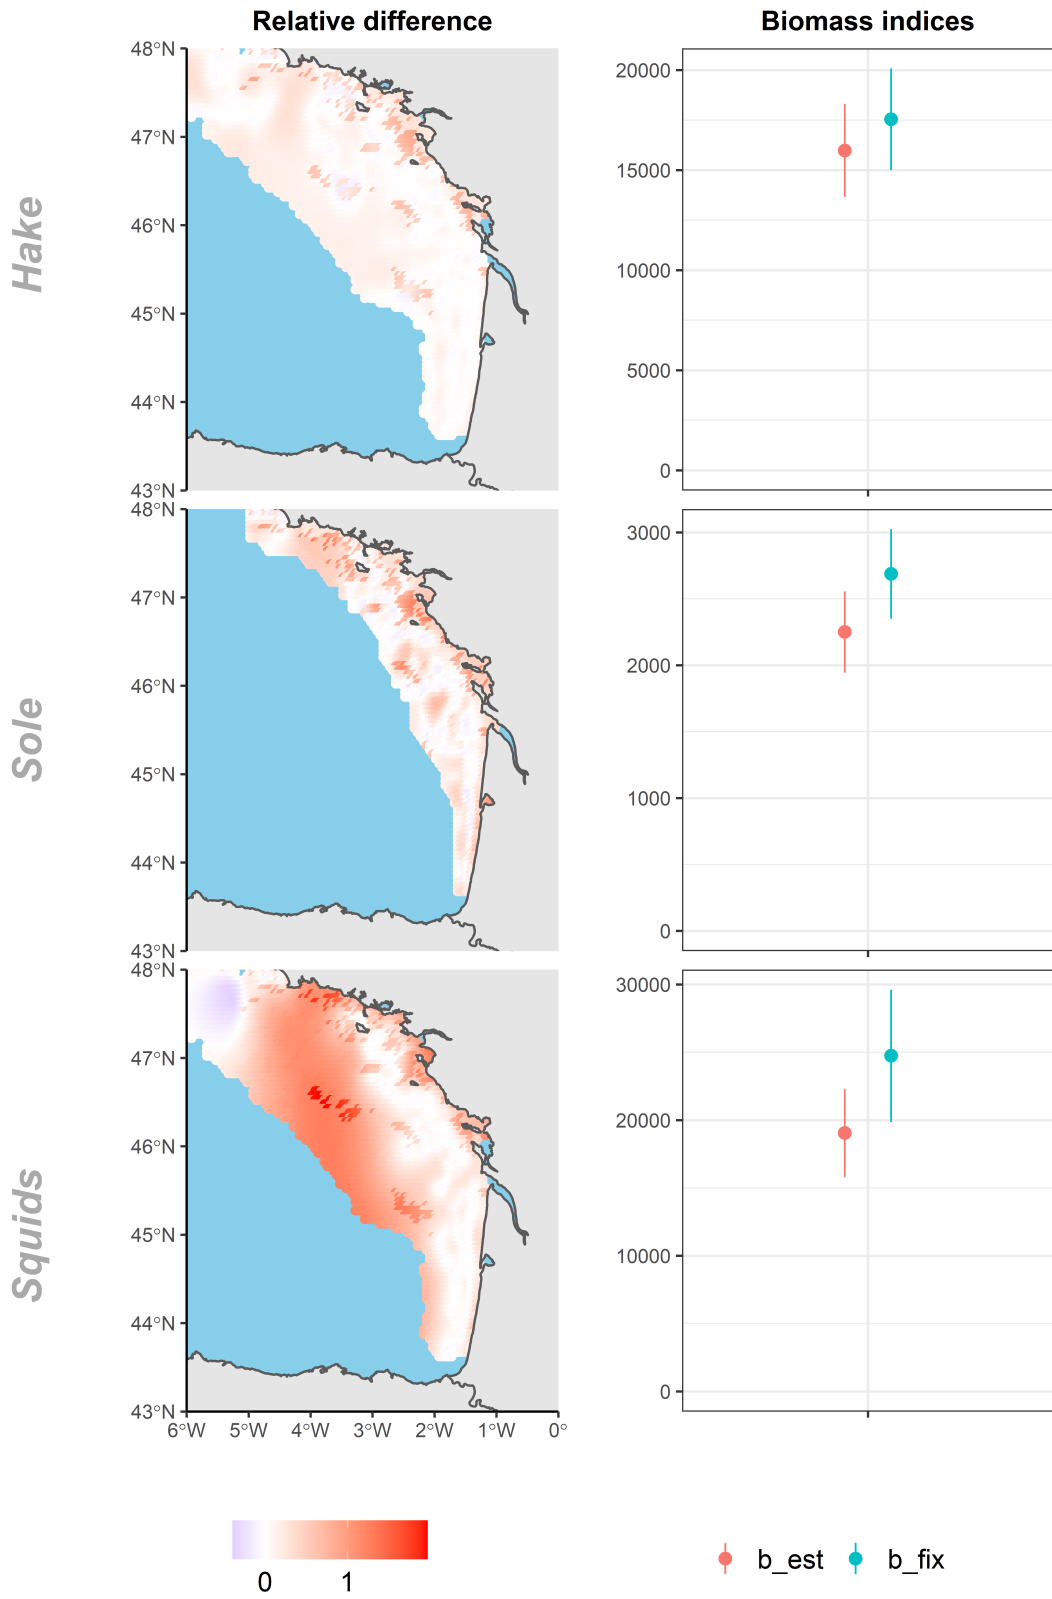 Relative difference
Biomass indices
Hake
48°N
47°N
46°N
45°N
44°N
43°N
20000
15000
10000
5000
0
Sole
48°N
47°N
46°N
45°N
44°N
43°N
3000
2000
1000
0
Squids
48°N
47°N
46°N
45°N
44°N
43°N
6°W 5°W 4°W 3°W 2°W 1°W 0°
30000
20000
10000
0
0 1
b_est b_fix